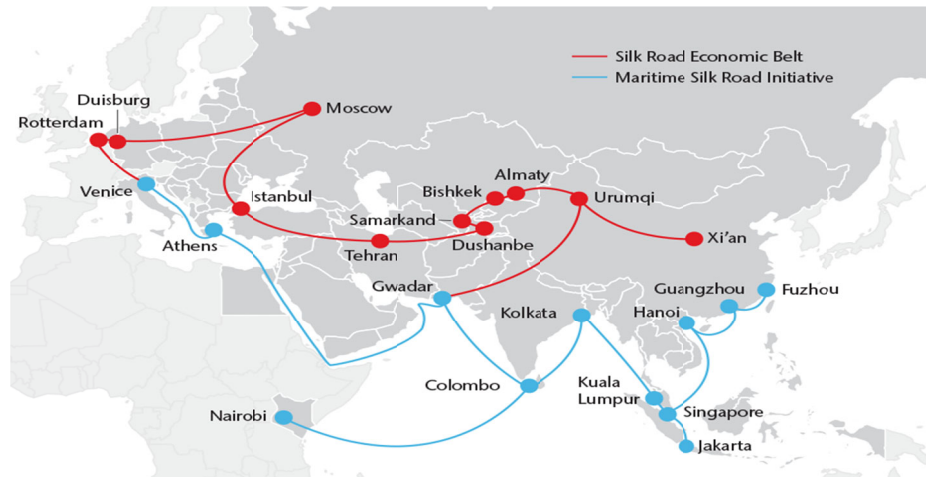 Silk Road Economic Belt
Maritime Silk Road Initiative
Duisburg
Rotterdam
Moscow
Venice
Istanbul
Athens
Almaty
Bishkek
Urumqi
Samarkand
Dushanbe
Xi'an
Tehran
Gwadar
Guangzhou
Fuzhou
Kolkata
Hanoi
Colombo
Kuala
Lumpur
Singapore
Nairobi
Jakarta